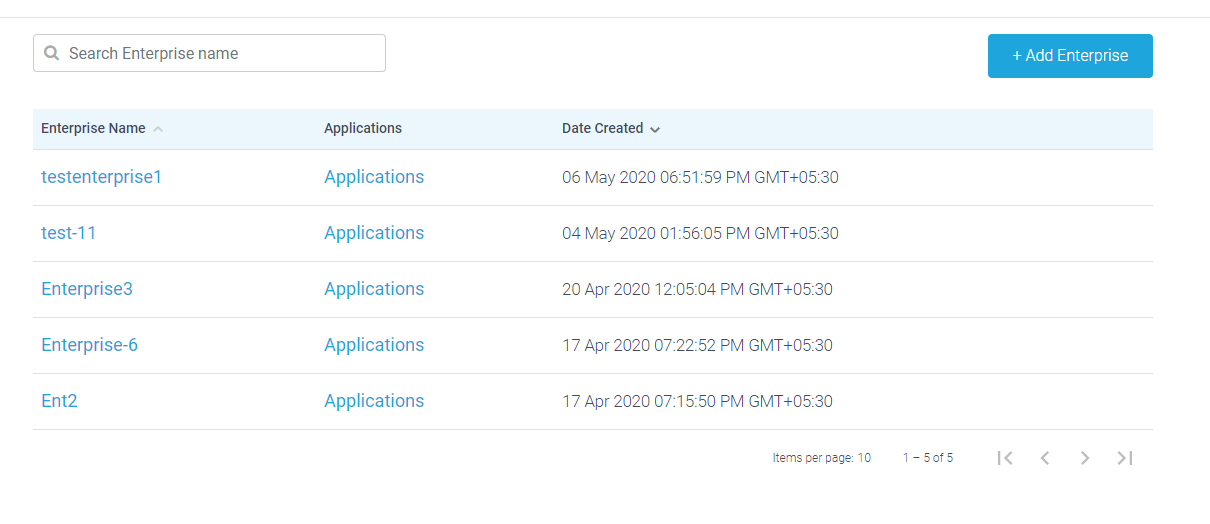 Search Enterprise name
+ Add Enterprise
Enterprise Name Applications Date Created
testenterprise1 Applications 06 May 2020 06:51:59 PM GMT+05:30
test-11 Applications 04 May 2020 01:56:05 PM GMT+05:30
Enterprise3 Applications 20 Apr 2020 12:05:04 PM GMT+05:30
Enterprise-6 Applications 17 Apr 2020 07:22:52 PM GMT+05:30
Ent2 Applications 17 Apr 2020 07:15:50 PM GMT+05:30
Items per page: 10 1 – 5 of 5